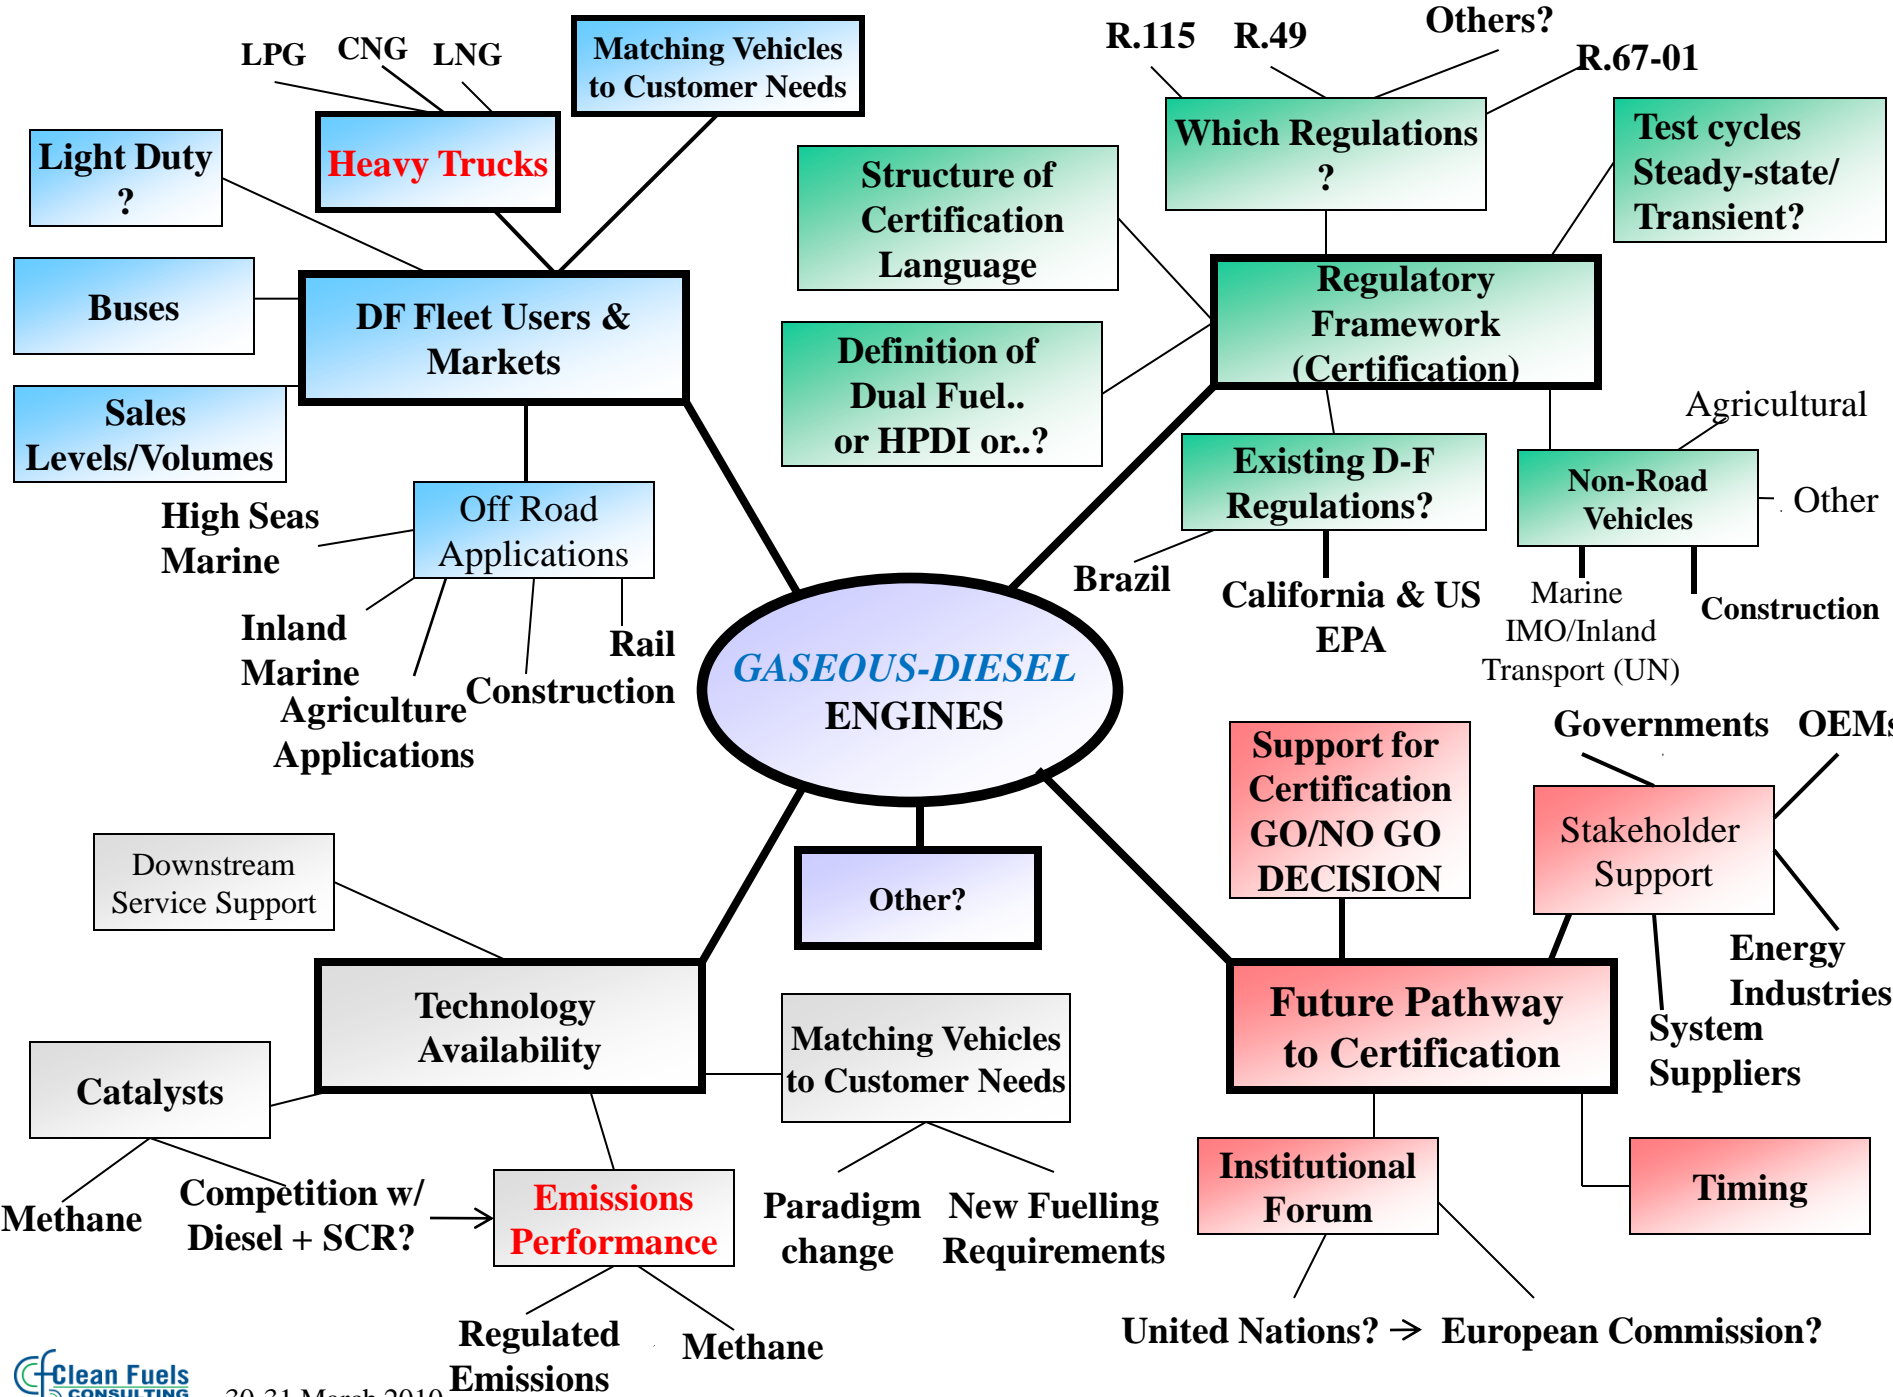 LPG
CNG
LNG
Matching Vehicles
to Customer Needs
Light Duty
?
Heavy Trucks
Buses
DF Fleet Users &
Markets
Sales
Levels/Volumes
Off Road
Applications
High Seas
Marine
Inland
Marine
Agriculture
Applications
Construction
Rail
R.115
R.49
Others?
R.67-01
Which Regulations
?
Test cycles
Steady-state/
Transient?
Structure of
Certification
Language
Regulatory
Framework
(Certification)
Definition of
Dual Fuel..
or HPDI or..?
Existing D-F
Regulations?
Brazil
California & US
EPA
Agricultural
Non-Road
Vehicles
Other
Marine
IMO/Inland
Transport (UN)
Construction
GASEOUS-DIESEL
ENGINES
Other?
Support for
Certification
GO/NO GO
DECISION
Governments
OEMs
Stakeholder
Support
Energy
Industries
System
Suppliers
Future Pathway
to Certification
Institutional
Forum
Timing
United Nations? → European Commission?
Downstream
Service Support
Technology
Availability
Catalysts
Methane
Competition w/
Diesel + SCR?
Emissions
Performance
Regulated
Emissions
Methane
Matching Vehicles
to Customer Needs
Paradigm
change
New Fuelling
Requirements
Clean Fuels
CONSULTING
30-31 March 2010